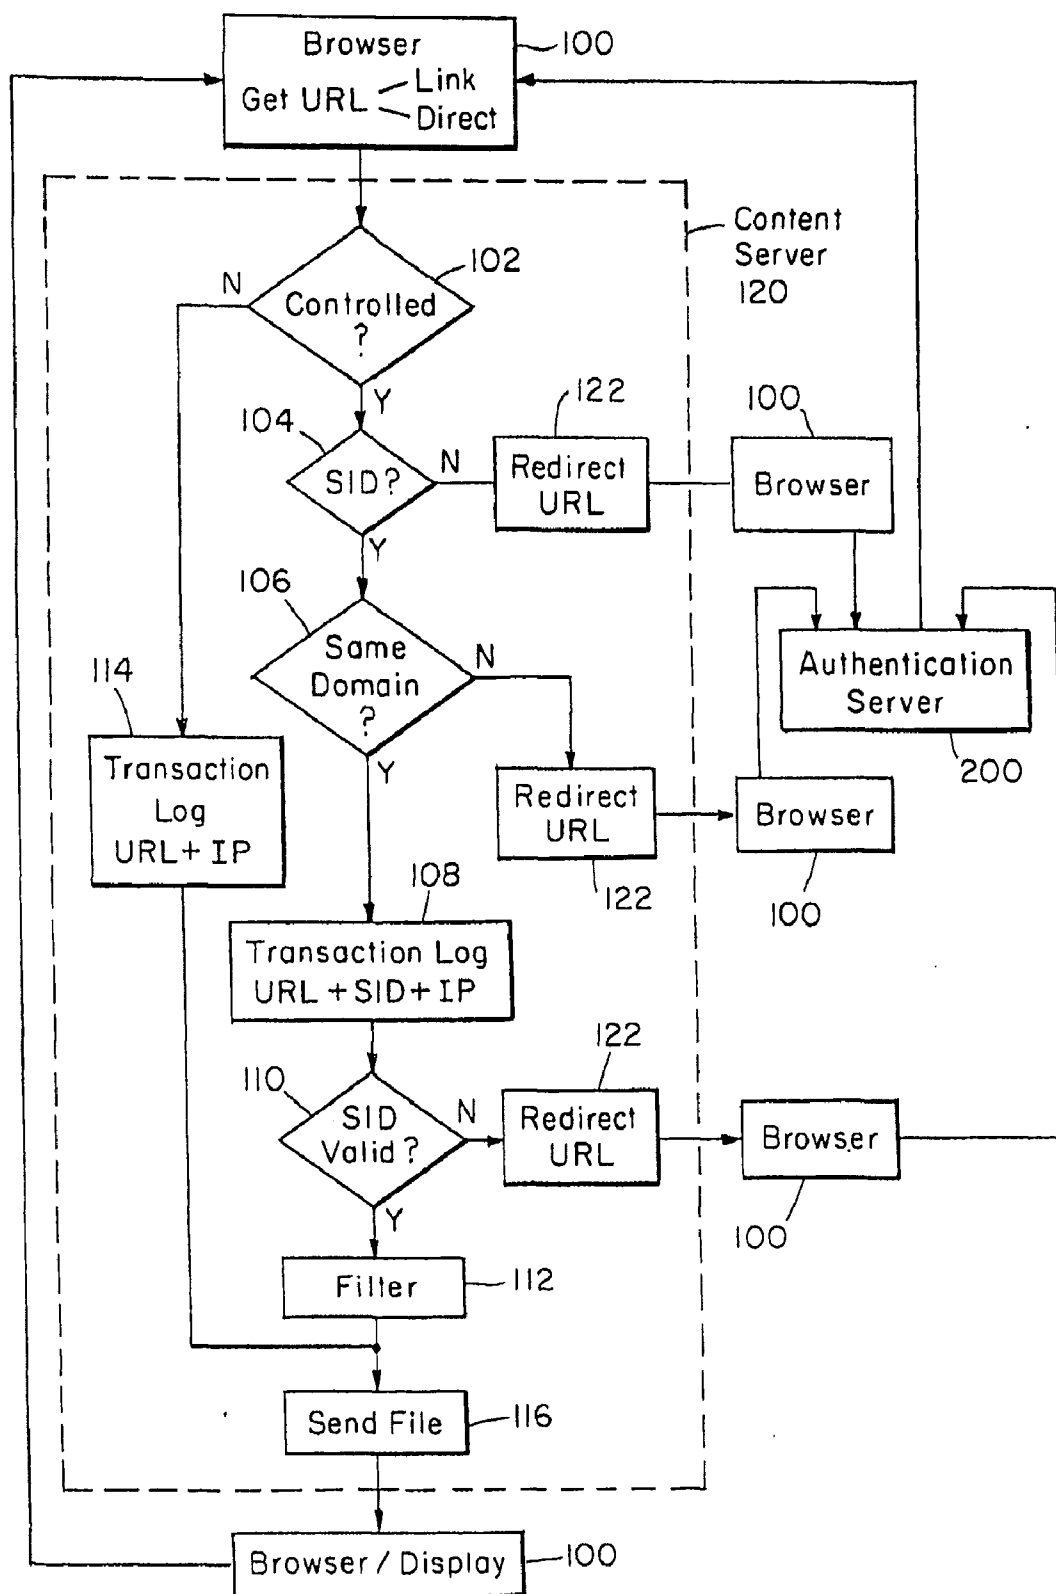 Browser
100
Get URL
Link
Direct
Content
Server
120
102
N
Controlled
?
Y
104
SID?
N
122
Redirect
URL
100
Browser
Y
106
Same
Domain
?
N
Y
Authentication
Server
200
114
Transaction
Log
URL+IP
Redirect
URL
122
Browser
100
108
Transaction Log
URL+SID+IP
110
SID
Valid?
N
122
Redirect
URL
Browser
100
Y
Filler
112
Send File
116
Browser/Display
100